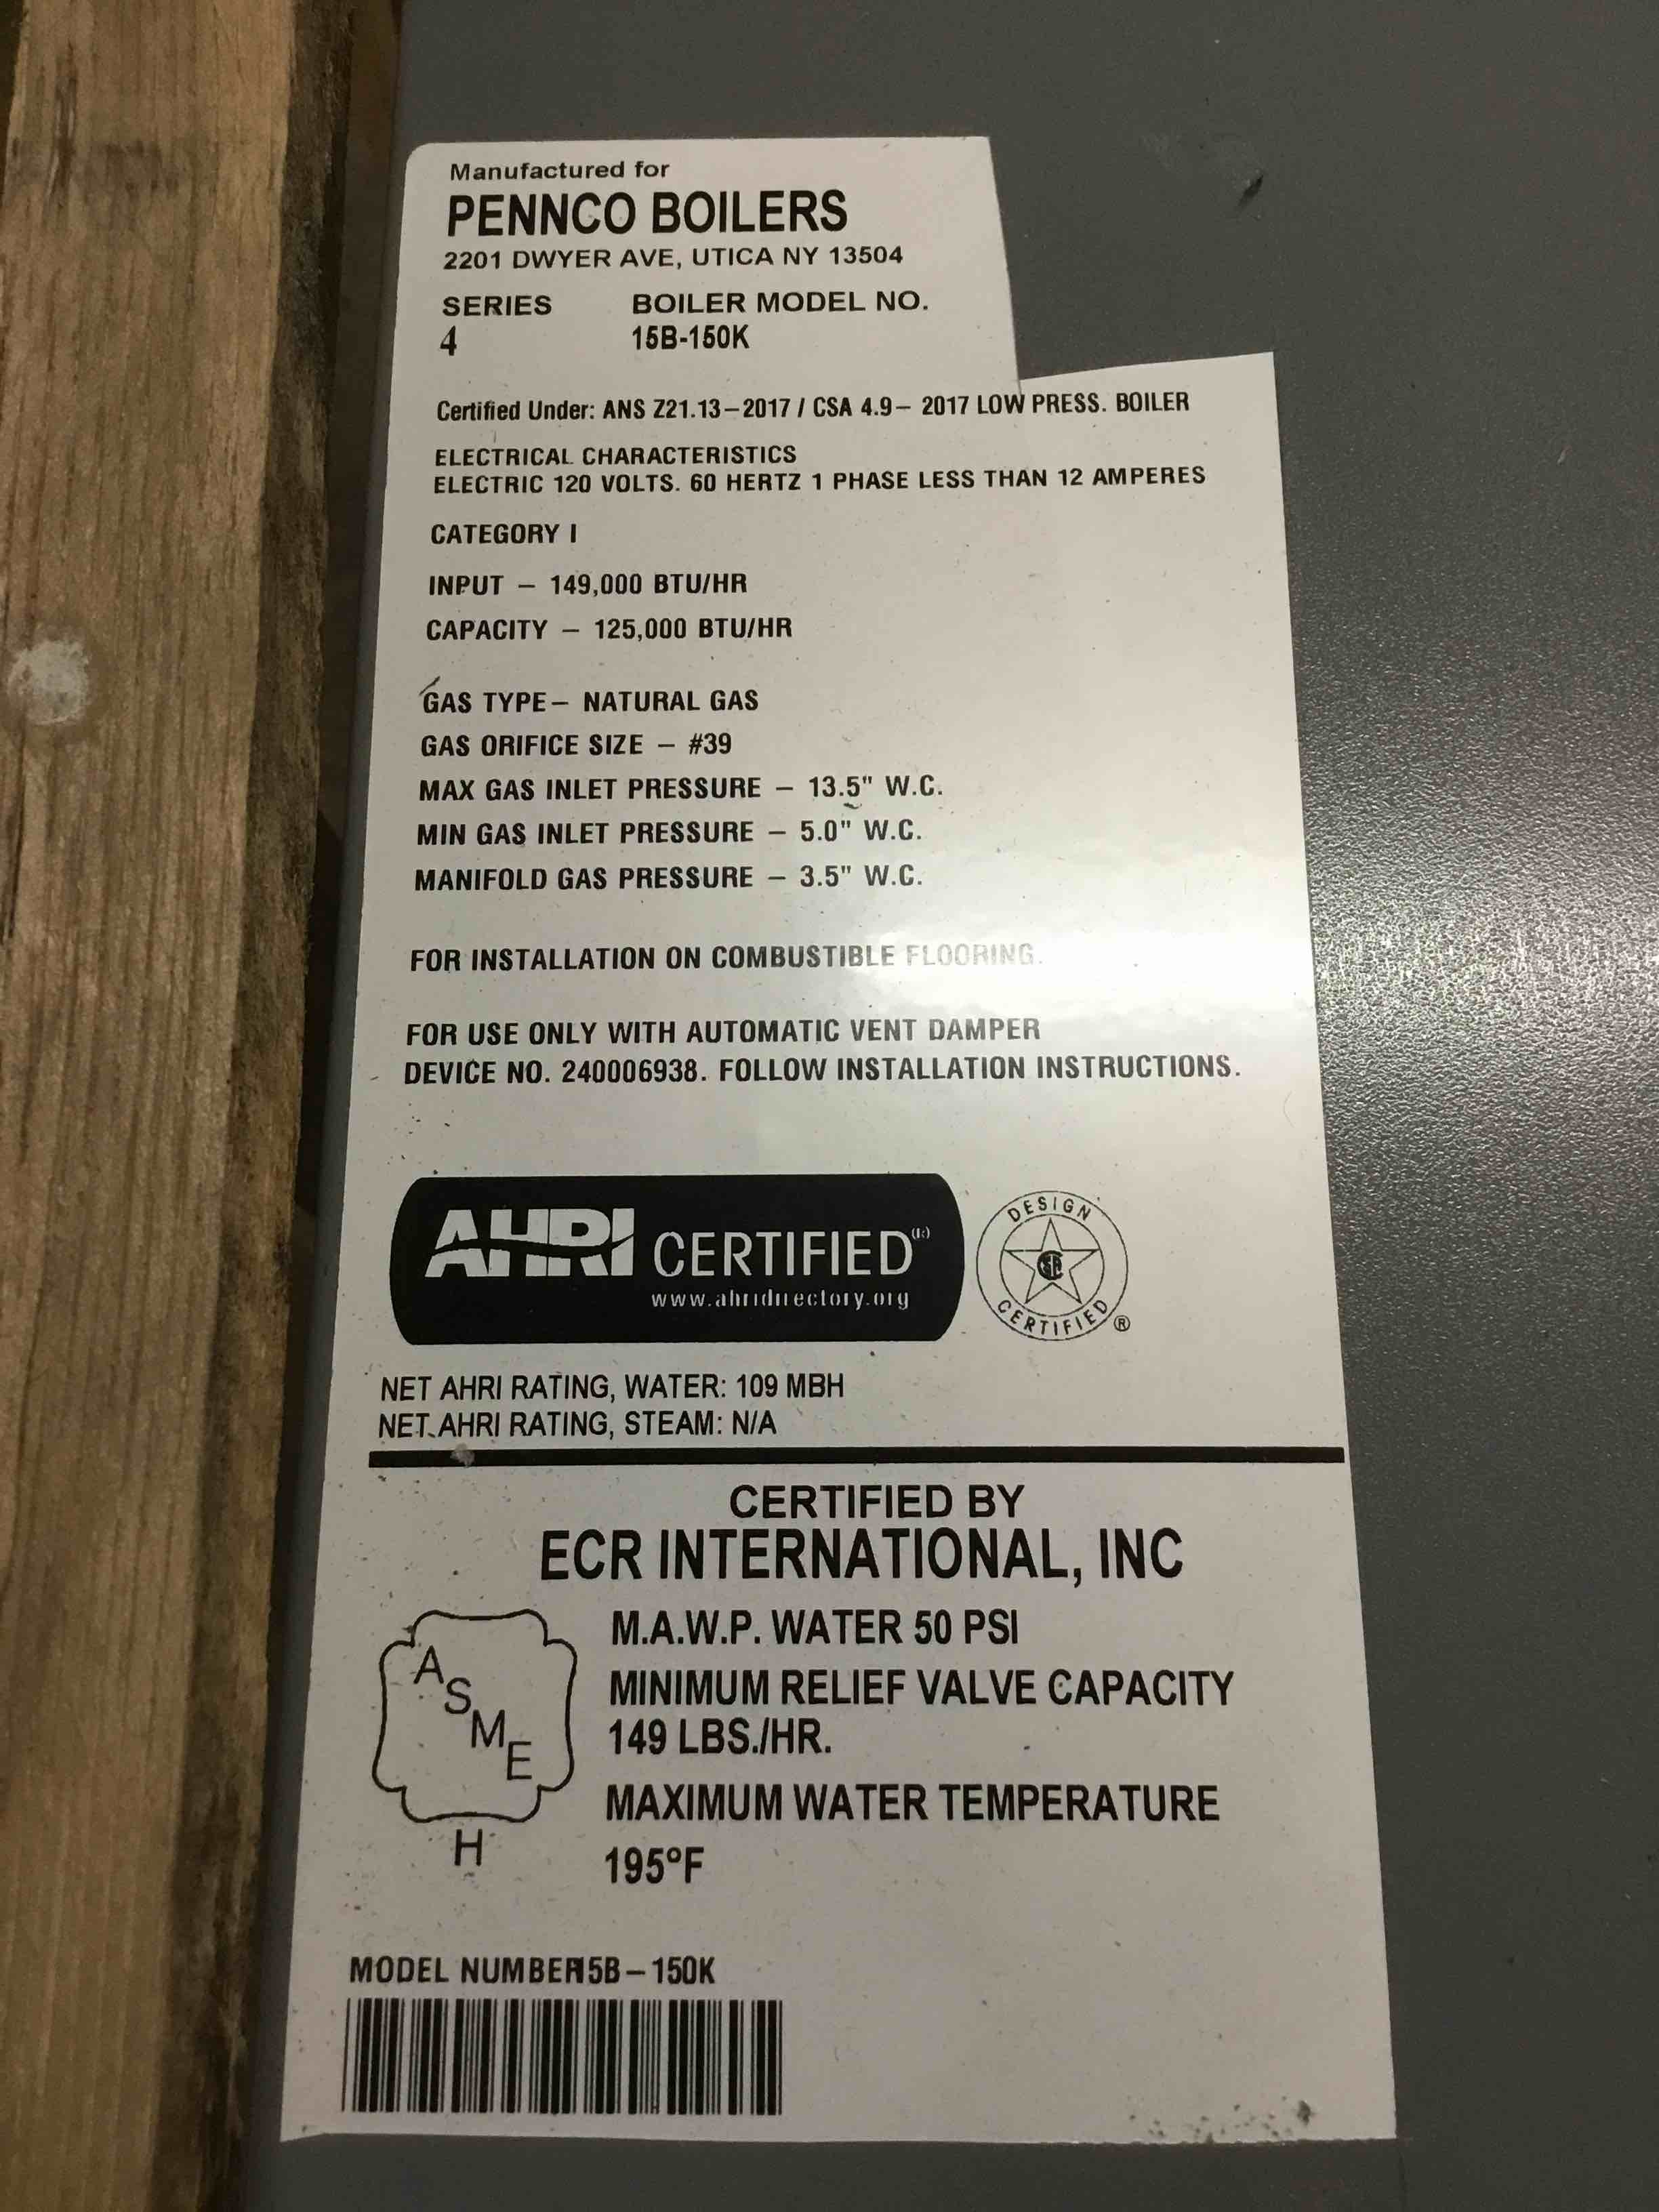 Manufactured for
PENNCO BOILERS
2201 DWYER AVE, UTICA NY 13504
SERIES BOILER MODEL NO.
4 15B-150K
Certified Under: ANS Z21.13-2017 / CSA 4.9- 2017 LOW PRESS. BOILER
ELECTRICAL CHARACTERISTICS
ELECTRIC 120 VOLTS. 60 HERTZ 1 PHASE LESS THAN 12 AMPERES
CATEGORY I
INPUT – 149,000 BTU/HR
CAPACITY – 125,000 BTU/HR
GAS TYPE– NATURAL GAS
GAS ORIFICE SIZE – #39
MAX GAS INLET PRESSURE – 13.5" W.C.
MIN GAS INLET PRESSURE – 5.0" W.C.
MANIFOLD GAS PRESSURE – 3.5" W.C.
FOR INSTALLATION ON COMBUSTIBLE FLOORING.
FOR USE ONLY WITH AUTOMATIC VENT DAMPER
DEVICE NO. 240006938. FOLLOW INSTALLATION INSTRUCTIONS.
AHRI CERTIFIED®
www.ahridirectory.org
DESIGN
SA
CERTIFIED ®
NET AHRI RATING, WATER: 109 MBH
NET AHRI RATING, STEAM: N/A
CERTIFIED BY
ECR INTERNATIONAL, INC
M.A.W.P. WATER 50 PSI
MINIMUM RELIEF VALVE CAPACITY
149 LBS./HR.
MAXIMUM WATER TEMPERATURE
195°F
ASME
H
MODEL NUMBER15B–150K